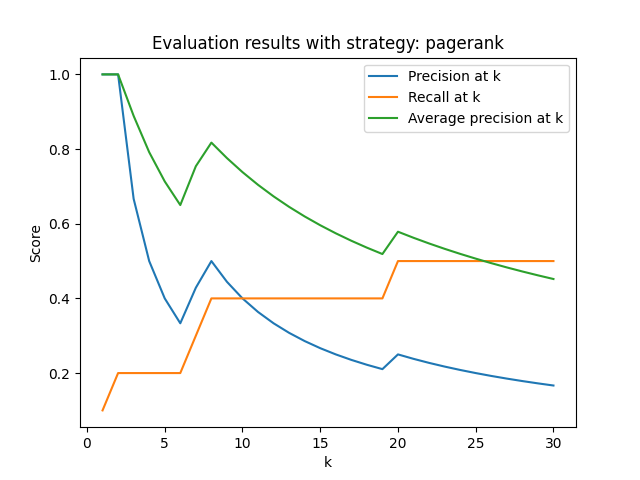 Evaluation results with strategy: pagerank
Precision at k
Recall at k
Average precision at k
Score
1.0
0.8
0.6
0.4
0.2
0 5 10 15 20 25 30
k